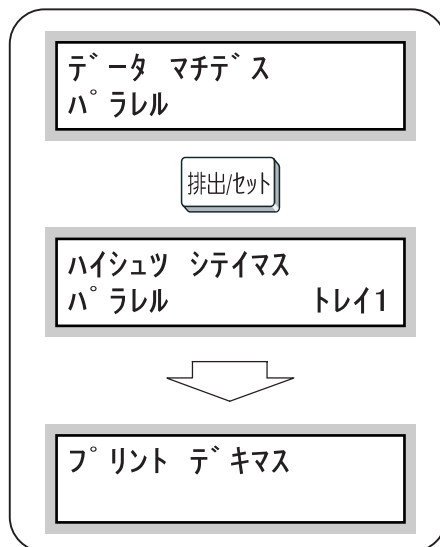 データ マチデス
パラレル
排出/セット
ハイシュツ シテイマス
パラレル トレイ1
プリント デキマス